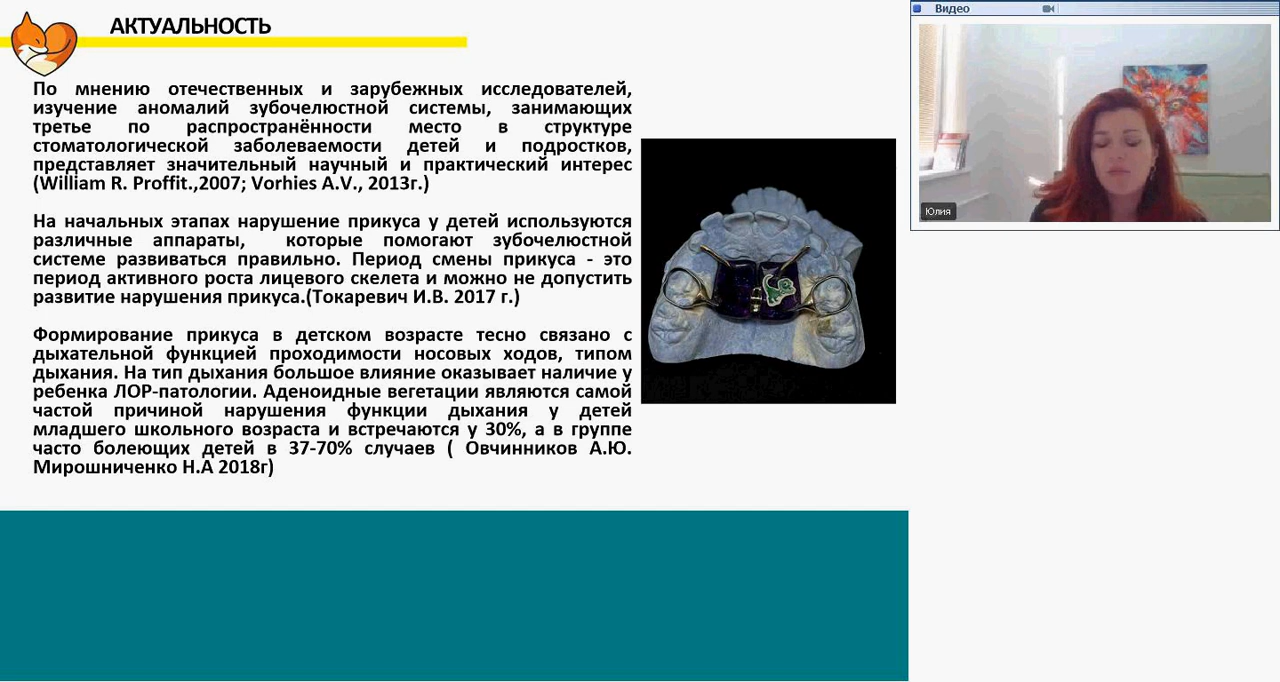 АКТУАЛЬНОСТЬ
По мнению отечественных и зарубежных исследователей,
изучение аномалий зубочелюстной системы, занимающих
третье по распространённости место в структуре
стоматологической заболеваемости детей и подростков,
представляет значительный научный и практический интерес
(William R. Proffit.,2007; Vorhies A.V., 2013г.)
На начальных этапах нарушение прикуса у детей используются
различные аппараты, которые помогают зубочелюстной
системе развиваться правильно. Период смены прикуса - это
период активного роста лицевого скелета и можно не допустить
развитие нарушения прикуса.(Токаревич И.В. 2017 г.)
Формирование прикуса в детском возрасте тесно связано с
дыхательной функцией проходимости носовых ходов, типом
дыхания. На тип дыхания большое влияние оказывает наличие у
ребенка ЛОР-патологии. Аденоидные вегетации являются самой
частой причиной нарушения функции дыхания у детей
младшего школьного возраста и встречаются у 30%, а в группе
часто болеющих детей в 37-70% случаев ( Овчинников А.Ю.
Мирошниченко Н.А 2018г)
Видео
Юлия